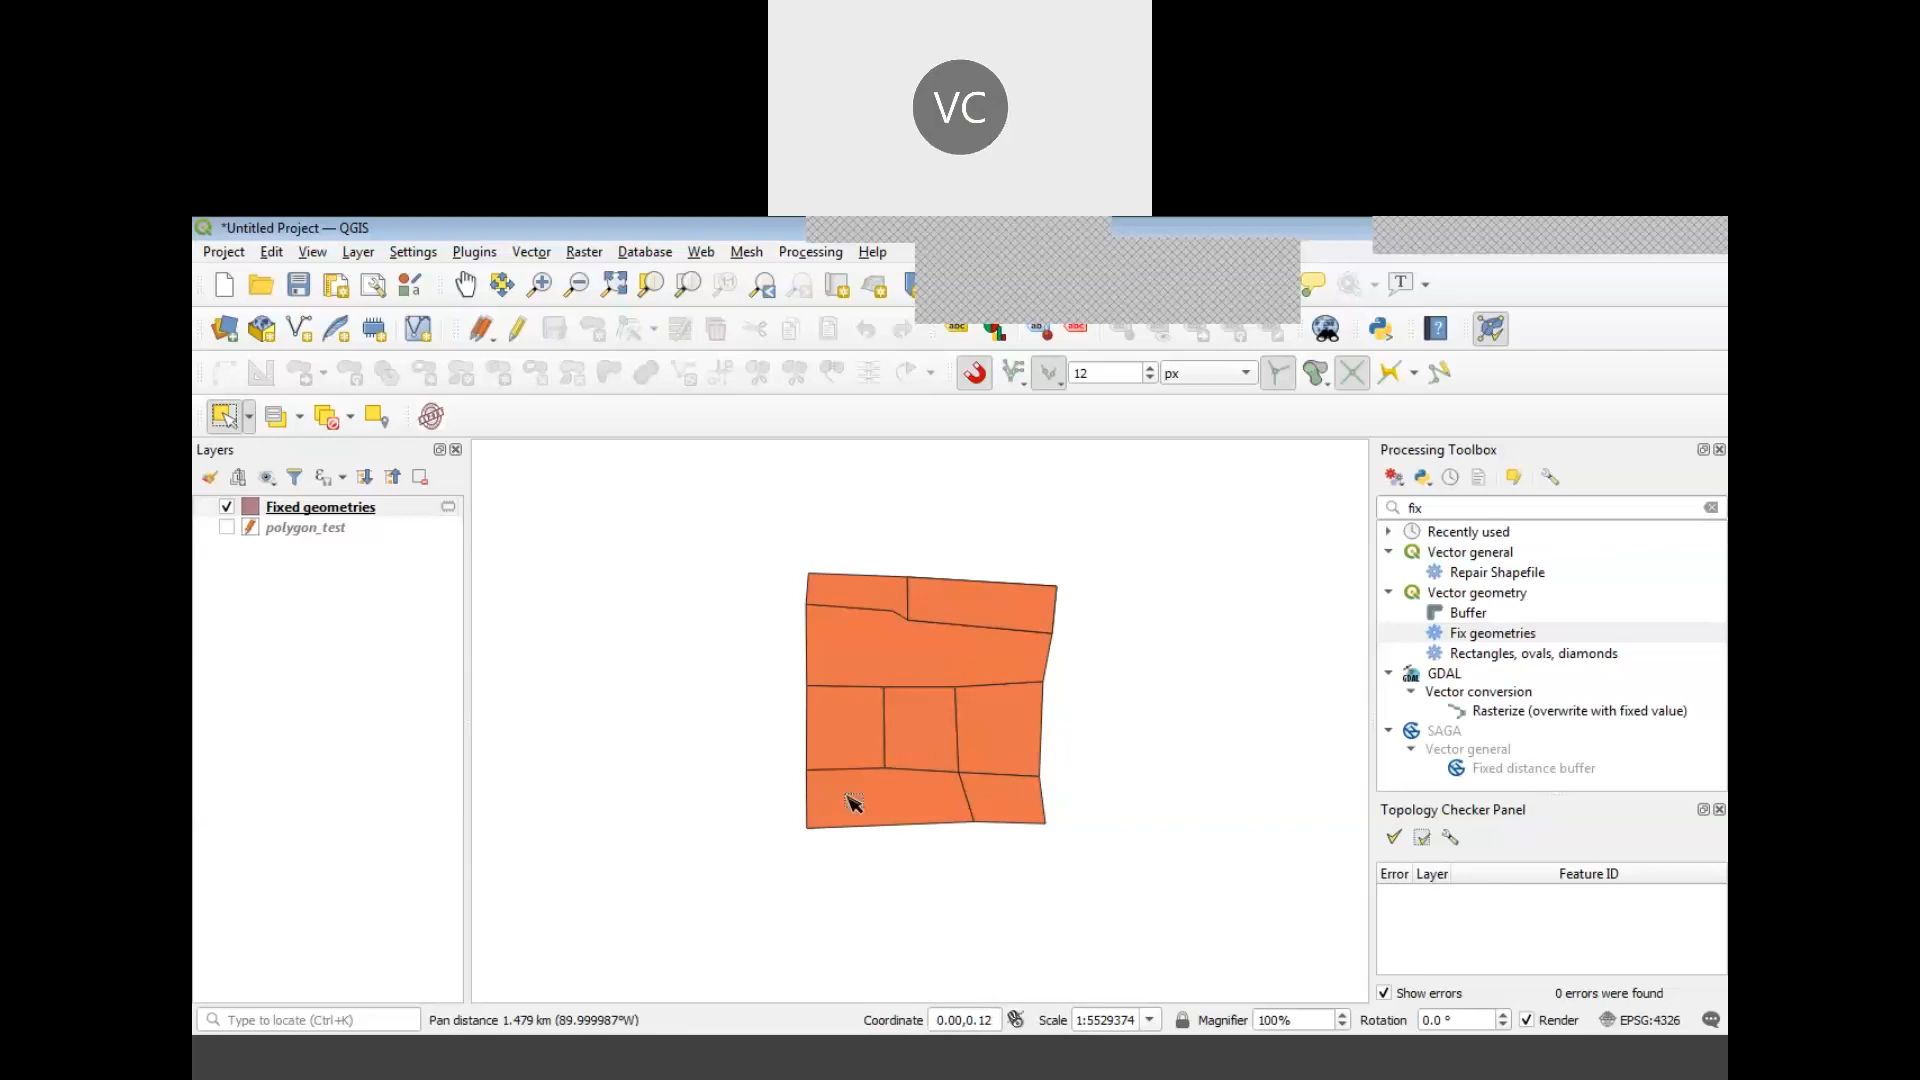 VC
*Untitled Project — QGIS
Project Edit View Layer Settings Plugins Vector Raster Database Web Mesh Processing Help
T
abc ab abc
12 px
Layers
Fixed geometries
polygon_test
Processing Toolbox
fix
Recently used
Vector general
Repair Shapefile
Vector geometry
Buffer
Fix geometries
Rectangles, ovals, diamonds
GDAL
Vector conversion
Rasterize (overwrite with fixed value)
SAGA
Vector general
Fixed distance buffer
Topology Checker Panel
Error Layer Feature ID
Show errors 0 errors were found
Type to locate (Ctrl+K) Pan distance 1.479 km (89.999987°W) Coordinate 0.00,0.12 Scale 1:5529374 Magnifier 100% Rotation 0.0 ° Render EPSG:4326